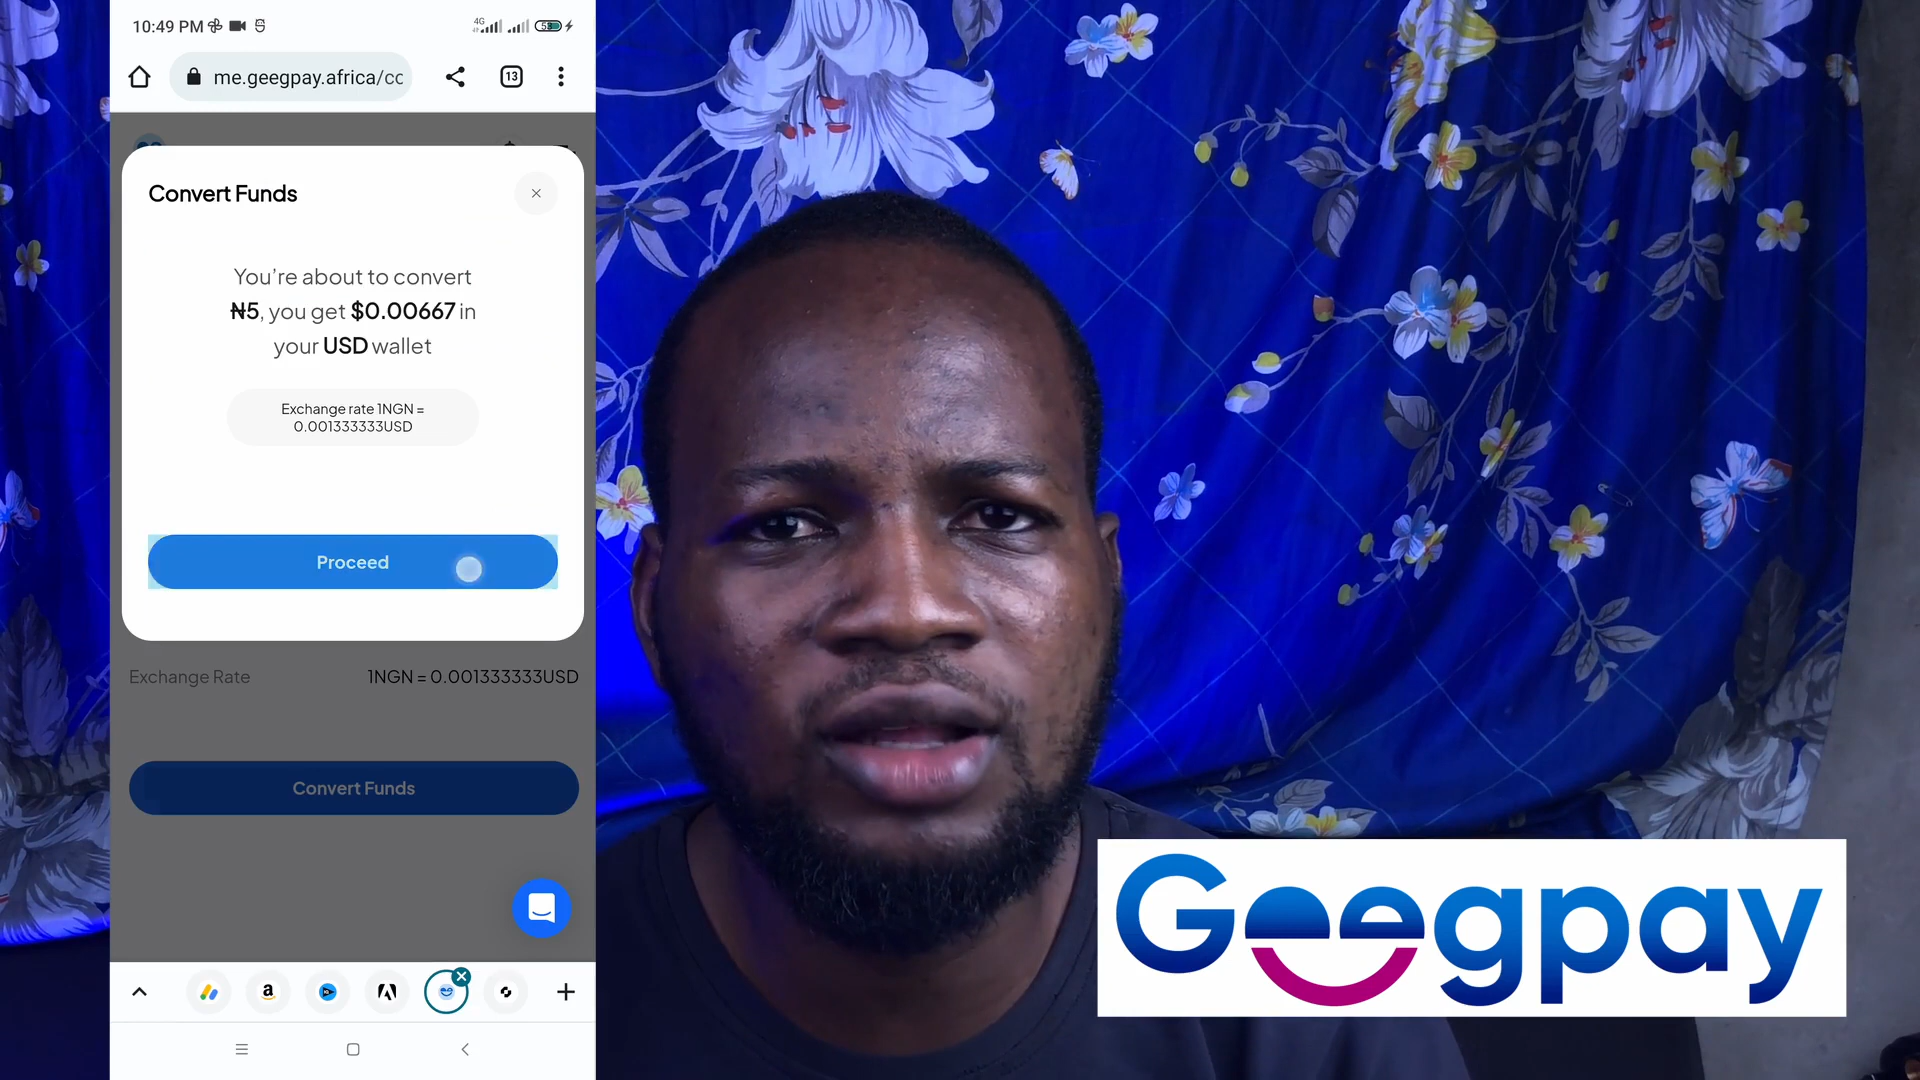 10:49 PM
4G
53
me.geegpay.africa/cc
13
Convert Funds
You're about to convert
₦5, you get $0.00667 in
your USD wallet
Exchange rate 1NGN =
0.001333333USD
Proceed
Exchange Rate
1NGN = 0.001333333USD
Convert Funds
Geegpay